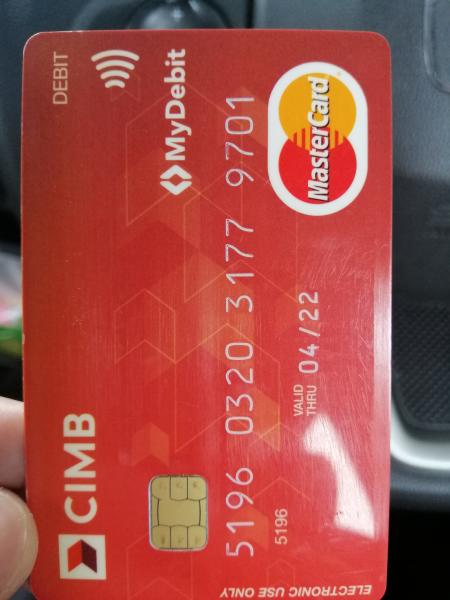 DEBIT
MyDebit
MasterCard
CIMB
5196 0320 3177 9701
5196
VALID
THRU 04/22
ELECTRONIC USE ONLY